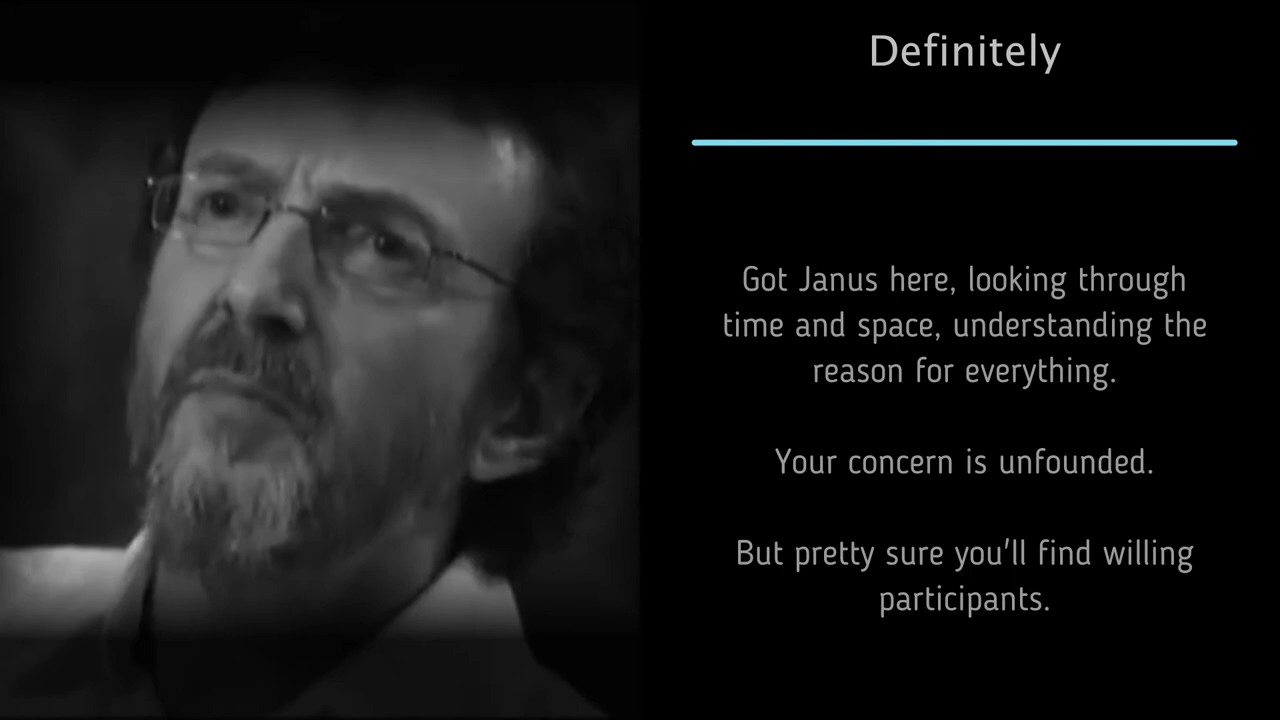 Definitely
Got Janus here, looking through
time and space, understanding the
reason for everything.
Your concern is unfounded.
But pretty sure you'll find willing
participants.